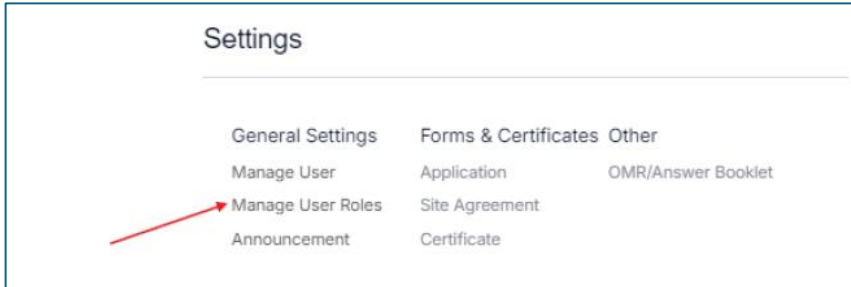 Settings
General Settings Forms & Certificates Other
Manage User Application OMR/Answer Booklet
Manage User Roles Site Agreement
Announcement Certificate